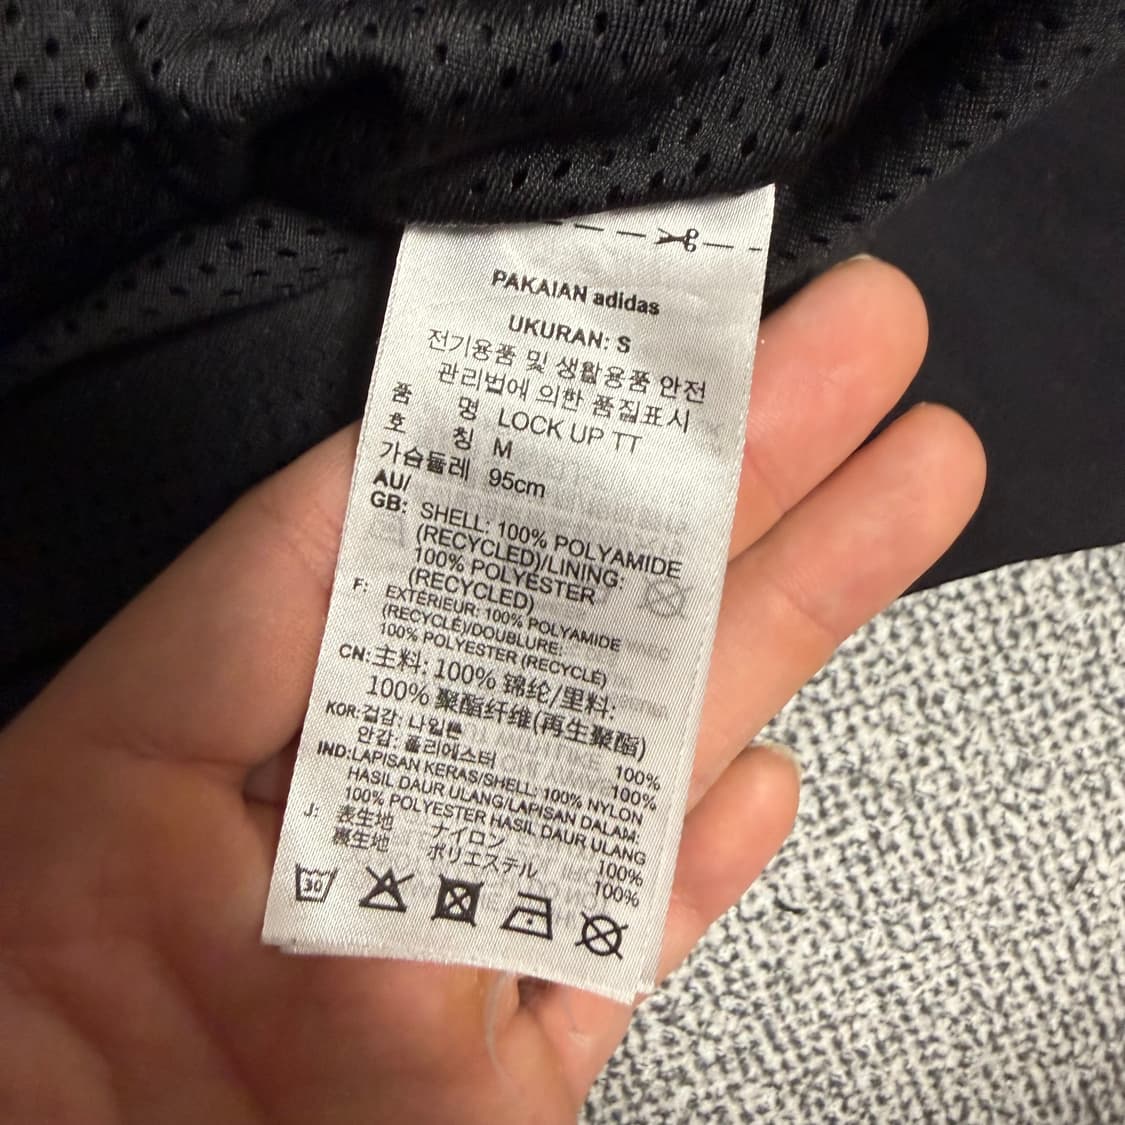 PAKAIAN adidas
UKURAN: S
전기용품 및 생활용품 안전
관리법에 의한 품질표시
품 명 LOCK UP TT
호 칭 M
가슴둘레 95cm
AU/
GB: SHELL: 100% POLYAMIDE
(RECYCLED)/LINING:
100% POLYESTER
(RECYCLED)
F: EXTÉRIEUR: 100% POLYAMIDE
(RECYCLÉ)/DOUBLURE:
100% POLYESTER (RECYCLÉ)
CN: 主料: 100% 锦纶/里料:
100% 聚酯纤维(再生聚酯)
KOR: 겉감: 나일론 100%
안감: 폴리에스터 100%
IND: LAPISAN KERAS/SHELL: 100% NYLON
HASIL DAUR ULANG/LAPISAN DALAM:
100% POLYESTER HASIL DAUR ULANG
J: 表生地 ナイロン 100%
裏生地 ポリエステル 100%
30